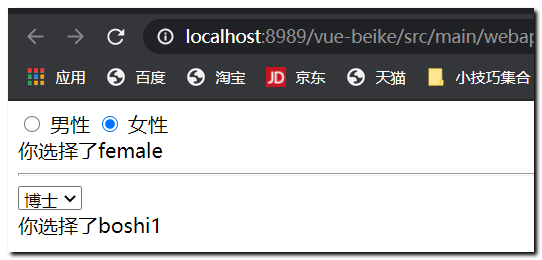 localhost:8989/vue-beike/src/main/webap
应用 百度 淘宝 JD 京东 天猫 小技巧集合
男性 女性
你选择了female
博士
你选择了boshi1